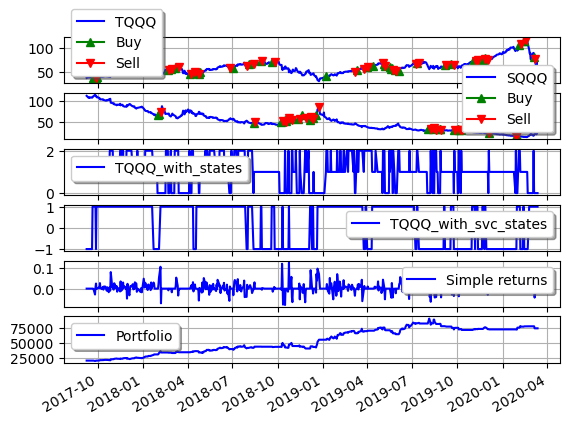 TQQQ
Buy
Sell
100
50
SQQQ
Buy
Sell
100
50
TQQQ_with_states
2
0
TQQQ_with_svc_states
1
0
−1
Simple returns
0.1
0.0
Portfolio
75000
50000
25000
2017-10
2018-01
2018-04
2018-07
2018-10
2019-01
2019-04
2019-07
2019-10
2020-01
2020-04